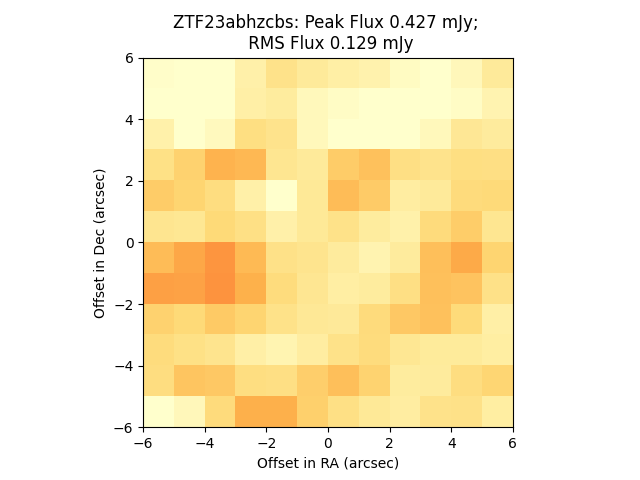 ZTF23abhzcbs: Peak Flux 0.427 mJy;
RMS Flux 0.129 mJy
6
4
2
0
−2
−4
−6
Offset in Dec (arcsec)
−6 −4 −2 0 2 4 6
Offset in RA (arcsec)